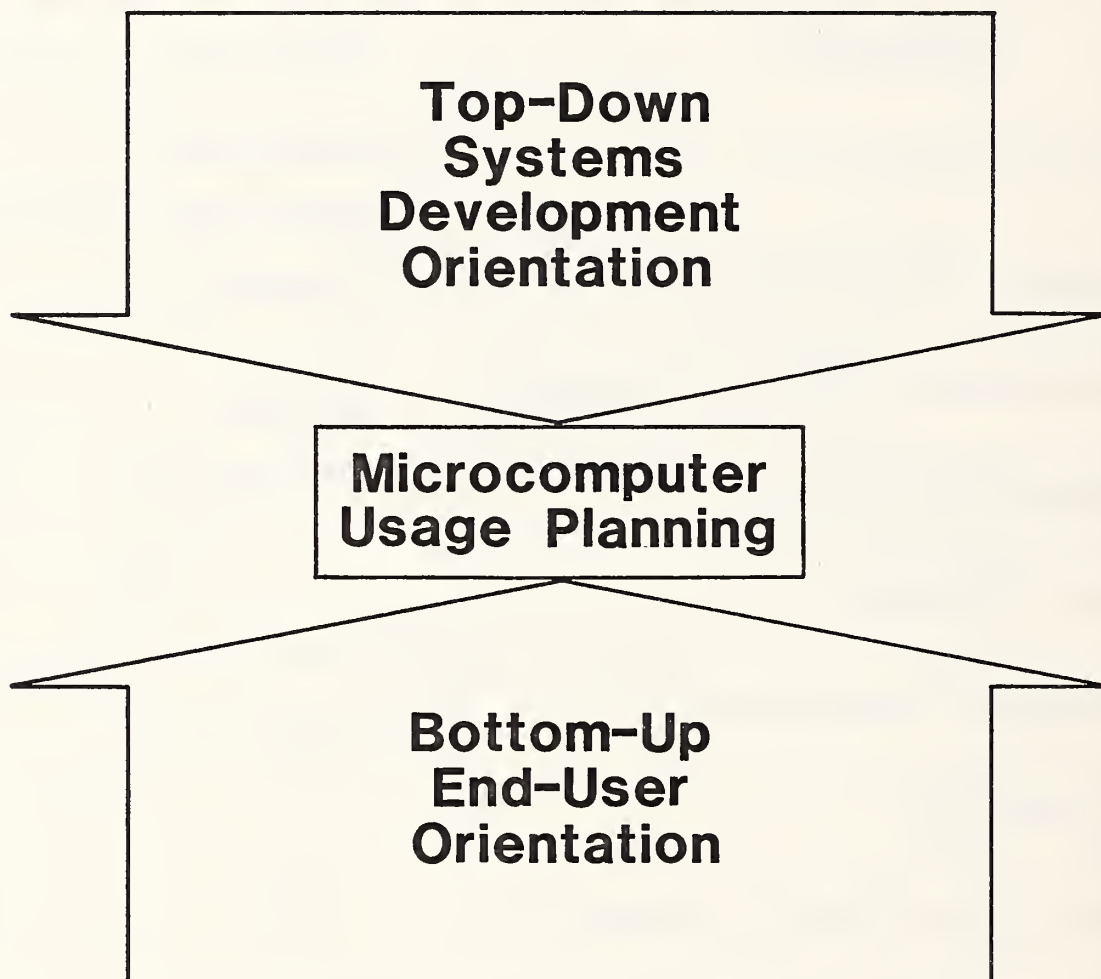 Top-Down
Systems
Development
Orientation
Microcomputer
Usage Planning
Bottom-Up
End-User
Orientation